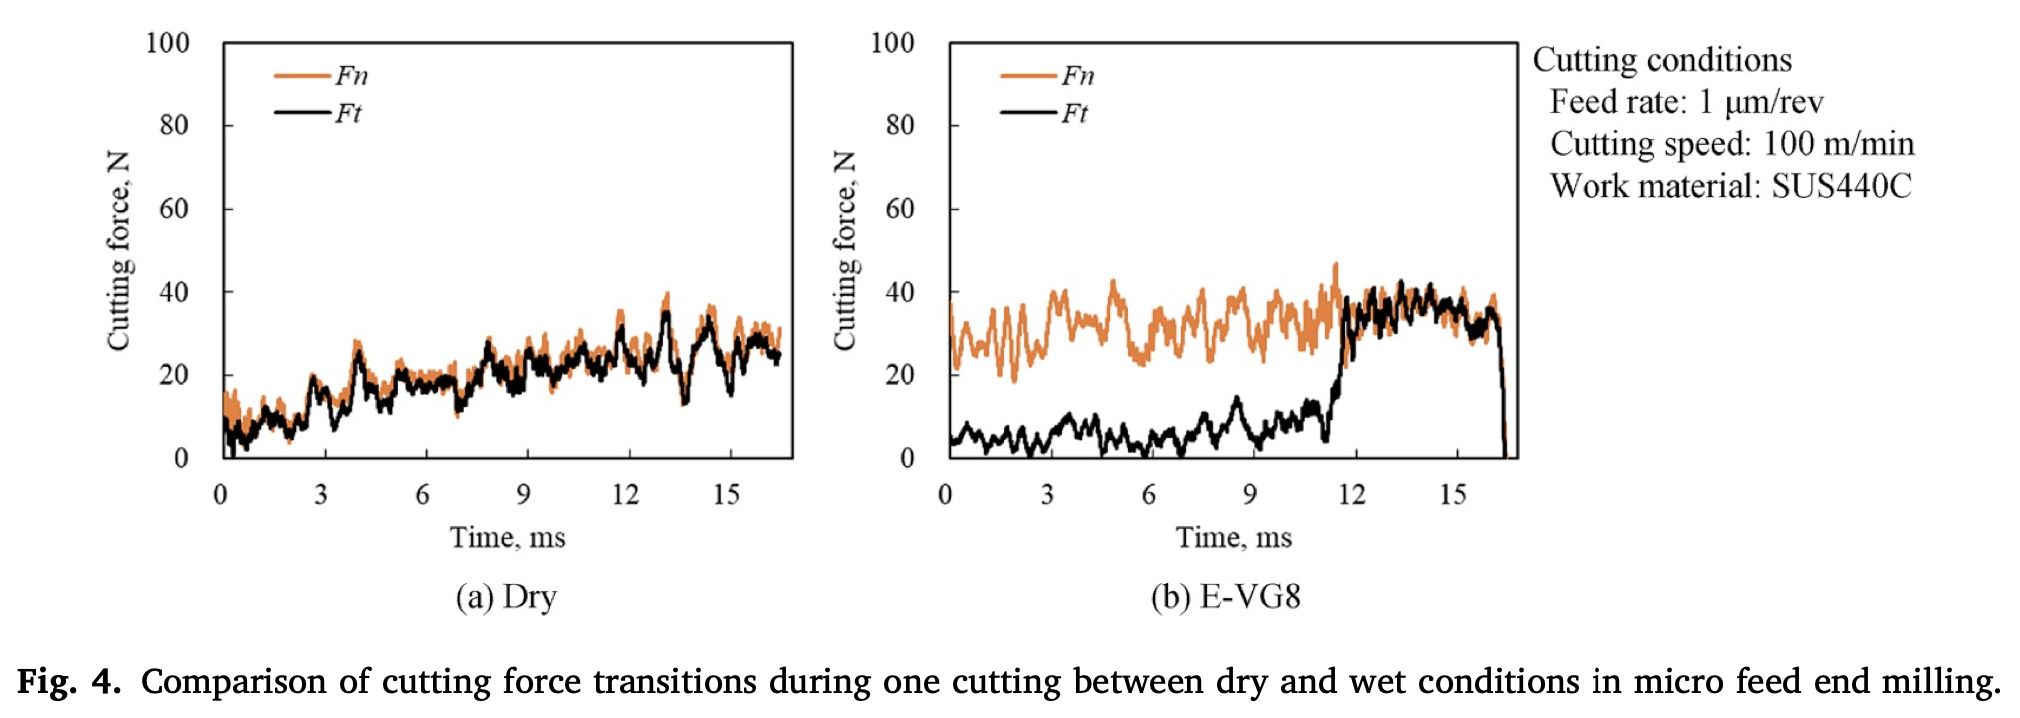 100
80
60
40
20
0
Cutting force, N
Fn
Ft
0 3 6 9 12 15
Time, ms
(a) Dry
100
80
60
40
20
0
Cutting force, N
Fn
Ft
0 3 6 9 12 15
Time, ms
(b) E-VG8
Cutting conditions
Feed rate: 1 μm/rev
Cutting speed: 100 m/min
Work material: SUS440C
Fig. 4. Comparison of cutting force transitions during one cutting between dry and wet conditions in micro feed end milling.